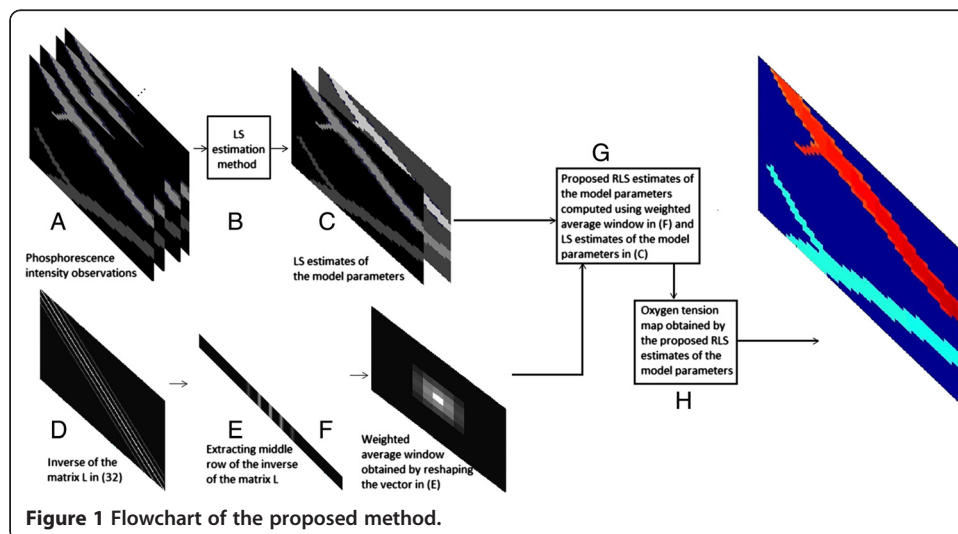 A
Phosphorescence
intensity observations
LS
estimation
method
B
C
LS estimates of
the model parameters
G
Proposed RLS estimates of
the model parameters
computed using weighted
average window in (F) and
LS estimates of the model
parameters in (C)
Oxygen tension
map obtained by
the proposed RLS
estimates of the
model parameters
H
D
Inverse of the
matrix L in (32)
E
Extracting middle
row of the inverse
of the matrix L
F
Weighted
average window
obtained by reshaping
the vector in (E)
Figure 1 Flowchart of the proposed method.